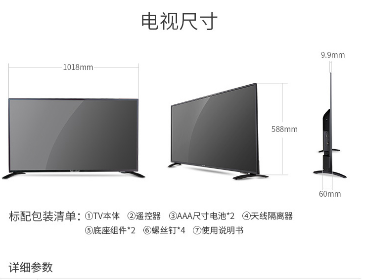 电视尺寸
9.9mm
1018mm
588mm
60mm
标配包装清单：①TV本体 ②遥控器 ③AAA尺寸电池*2 ④天线隔离器
⑤底座组件*2 ⑥螺丝钉*4 ⑦使用说明书
详细参数